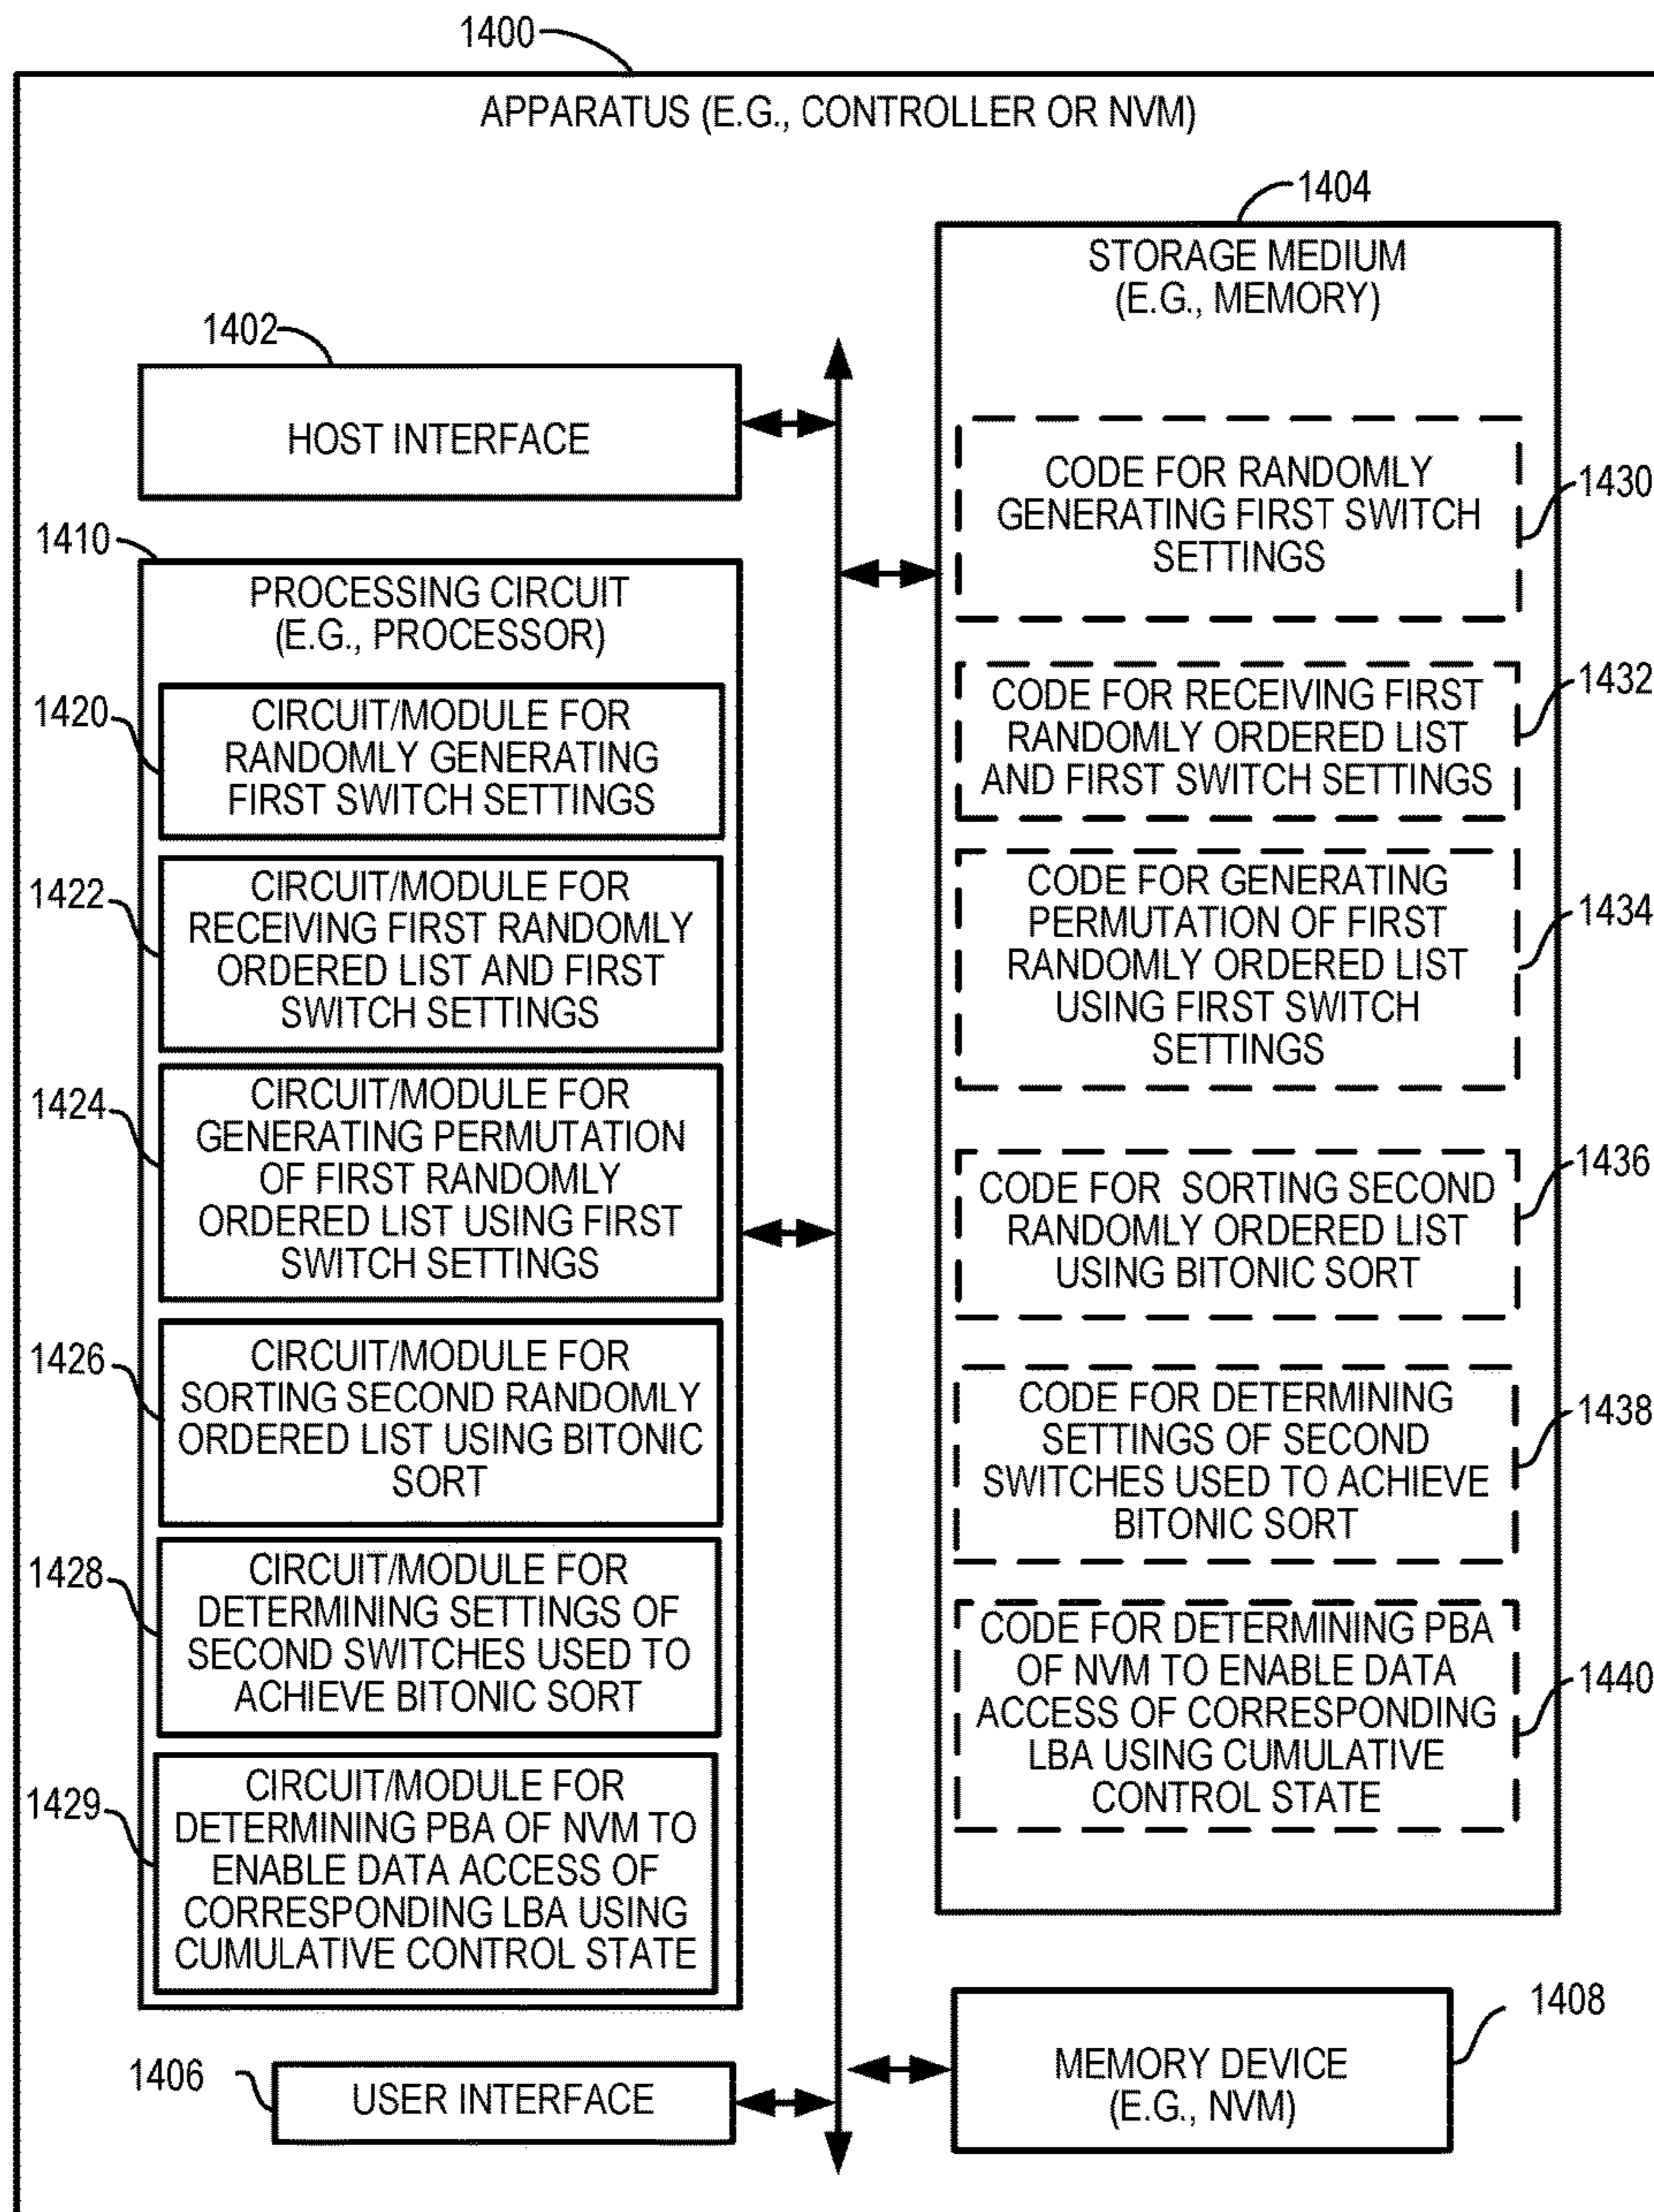 1400
APPARATUS (E.G., CONTROLLER OR NVM)
1402
HOST INTERFACE
1410
PROCESSING CIRCUIT
(E.G., PROCESSOR)
1420
CIRCUIT/MODULE FOR
RANDOMLY GENERATING
FIRST SWITCH SETTINGS
1422
CIRCUIT/MODULE FOR
RECEIVING FIRST RANDOMLY
ORDERED LIST AND FIRST
SWITCH SETTINGS
1424
CIRCUIT/MODULE FOR
GENERATING PERMUTATION
OF FIRST RANDOMLY
ORDERED LIST USING FIRST
SWITCH SETTINGS
1426
CIRCUIT/MODULE FOR
SORTING SECOND RANDOMLY
ORDERED LIST USING BITONIC
SORT
1428
CIRCUIT/MODULE FOR
DETERMINING SETTINGS OF
SECOND SWITCHES USED TO
ACHIEVE BITONIC SORT
1429
CIRCUIT/MODULE FOR
DETERMINING PBA OF NVM TO
ENABLE DATA ACCESS OF
CORRESPONDING LBA USING
CUMULATIVE CONTROL STATE
1406
USER INTERFACE
1404
STORAGE MEDIUM
(E.G., MEMORY)
CODE FOR RANDOMLY
GENERATING FIRST SWITCH
SETTINGS
1430
CODE FOR RECEIVING FIRST
RANDOMLY ORDERED LIST
AND FIRST SWITCH SETTINGS
1432
CODE FOR GENERATING
PERMUTATION OF FIRST
RANDOMLY ORDERED LIST
USING FIRST SWITCH
SETTINGS
1434
CODE FOR SORTING SECOND
RANDOMLY ORDERED LIST
USING BITONIC SORT
1436
CODE FOR DETERMINING
SETTINGS OF SECOND
SWITCHES USED TO ACHIEVE
BITONIC SORT
1438
CODE FOR DETERMINING PBA
OF NVM TO ENABLE DATA
ACCESS OF CORRESPONDING
LBA USING CUMULATIVE
CONTROL STATE
1440
1408
MEMORY DEVICE
(E.G., NVM)